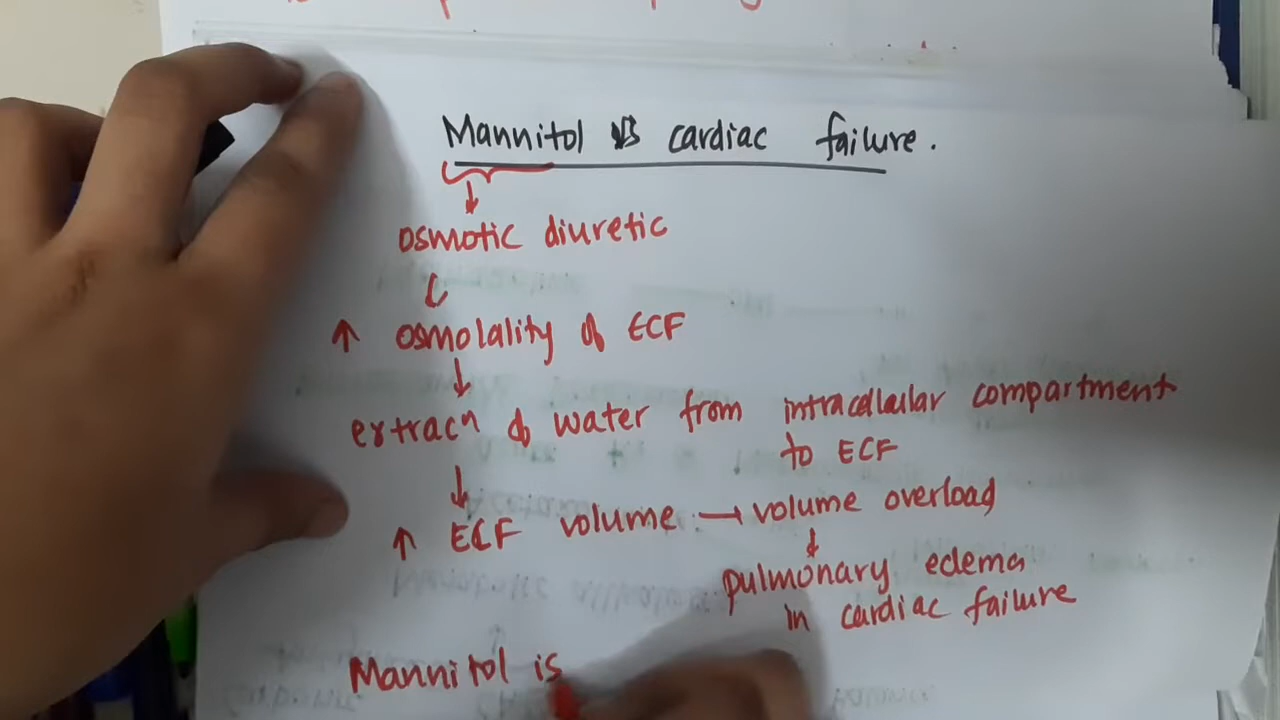 Mannitol VS cardiac failure.
↓
osmotic diuretic
↑ osmolality of ECF
↓
extracn of water from intracellular compartment
to ECF
↓
↑ ECF volume → volume overload
↓
pulmonary edema
in cardiac failure
Mannitol is